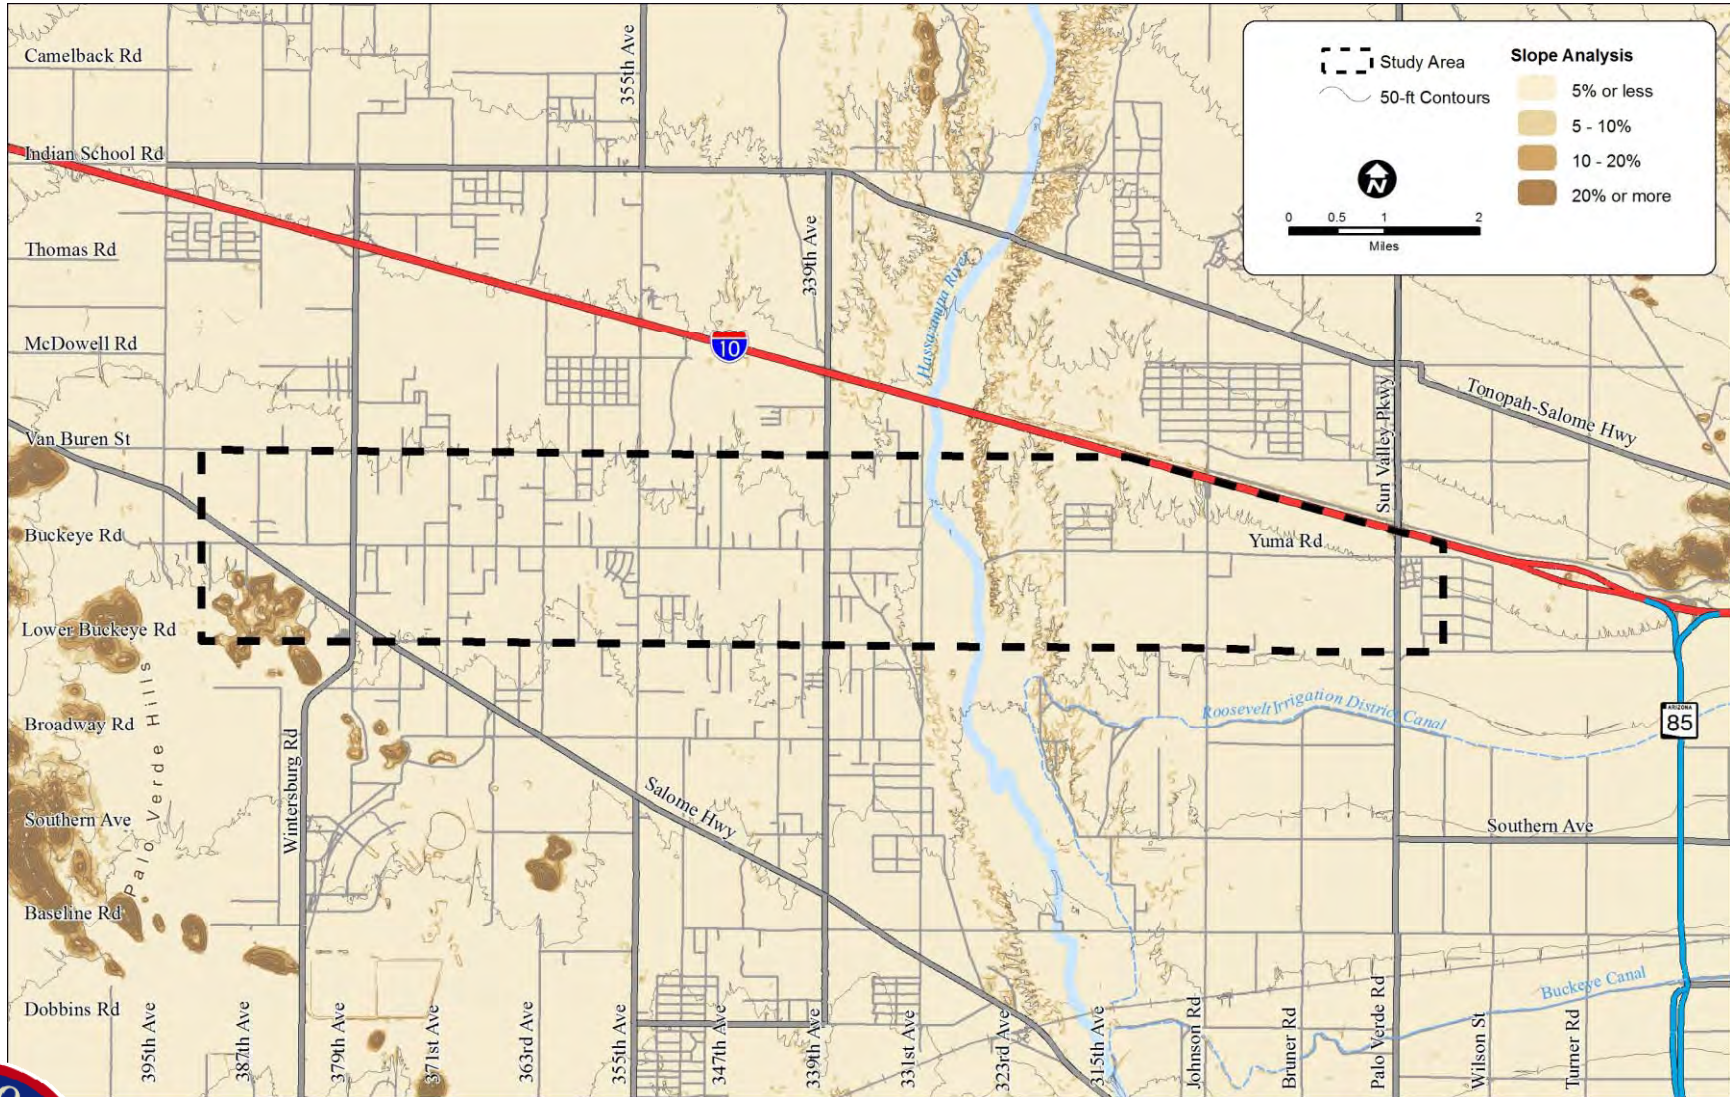 Camelback Rd
Indian School Rd
Thomas Rd
McDowell Rd
Van Buren St
Buckeye Rd
Lower Buckeye Rd
Broadway Rd
Southern Ave
Baseline Rd
Dobbins Rd
Palo Verde Hills
355th Ave
339th Ave
10
Hassayampa River
Study Area
50-ft Contours
N
0 0.5 1 2
Miles
Slope Analysis
5% or less
5 - 10%
10 - 20%
20% or more
Sun Valley Pkwy
Tonopah-Salome Hwy
Yuma Rd
Roosevelt Irrigation District Canal
ARIZONA
85
Wintersburg Rd
Salome Hwy
Southern Ave
Buckeye Canal
395th Ave
387th Ave
379th Ave
371st Ave
363rd Ave
355th Ave
347th Ave
339th Ave
331st Ave
323rd Ave
315th Ave
Johnson Rd
Bruner Rd
Palo Verde Rd
Wilson St
Turner Rd